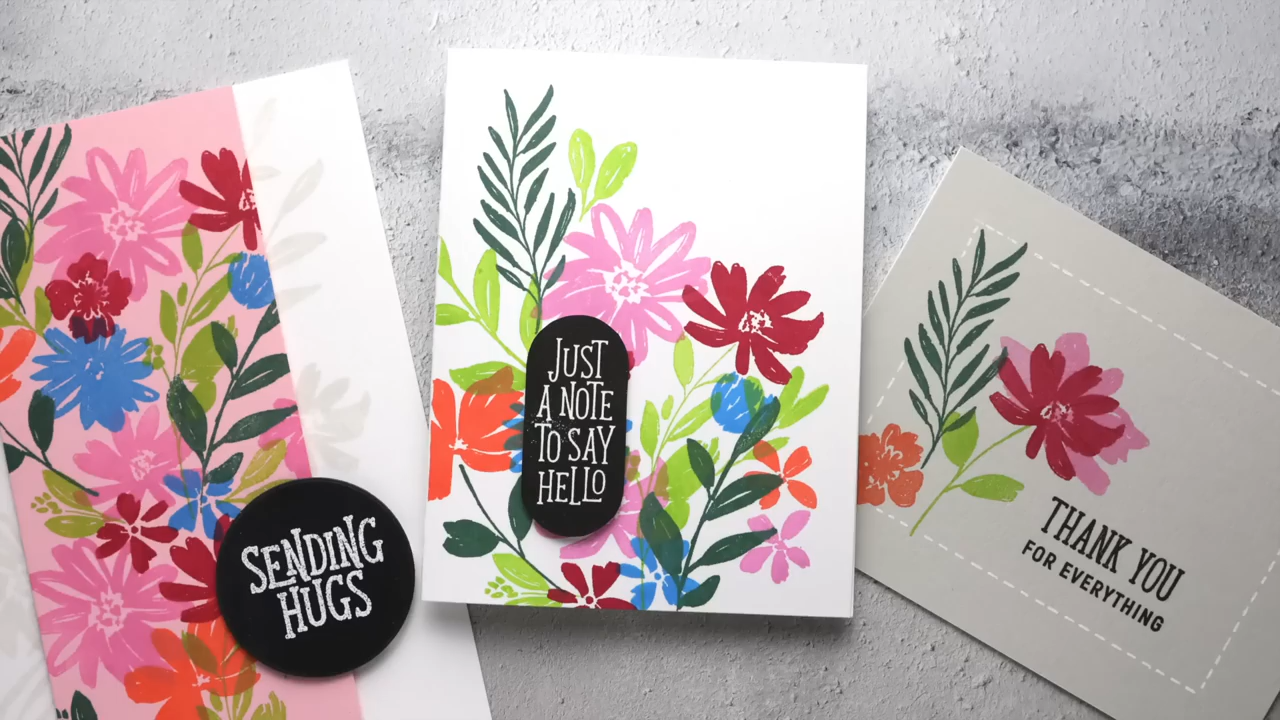 SENDING
HUGS
JUST
A NOTE
TO SAY
HELLO
THANK YOU
FOR EVERYTHING